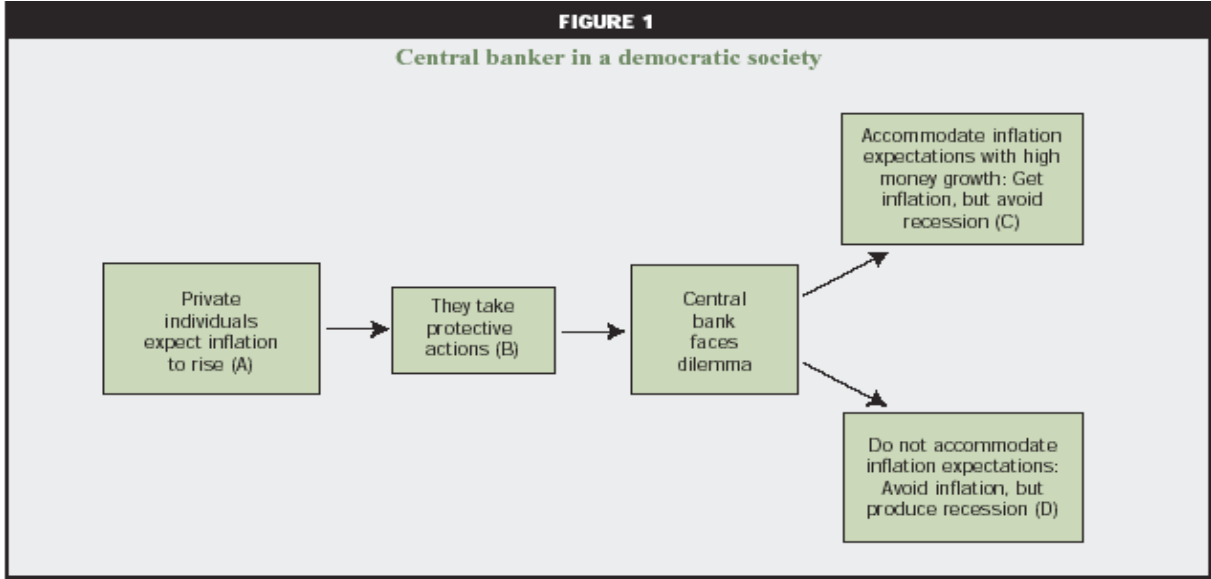 FIGURE 1
Central banker in a democratic society
Private
individuals
expect inflation
to rise (A)
They take
protective
actions (B)
Central
bank
faces
dilemma
Accommodate inflation
expectations with high
money growth: Get
inflation, but avoid
recession (C)
Do not accommodate
inflation expectations:
Avoid inflation, but
produce recession (D)